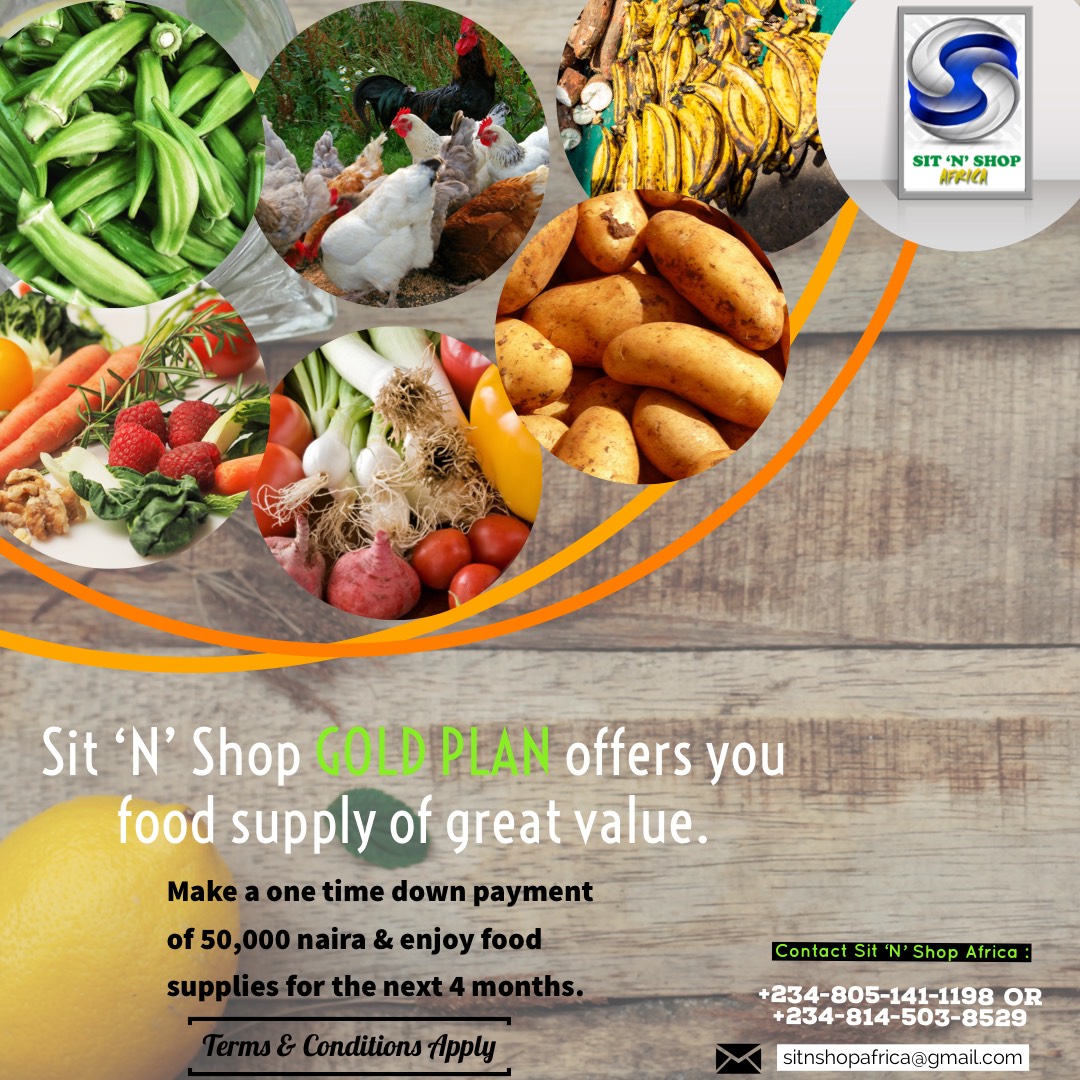 SIT ‘N’ SHOP
AFRICA
Sit ‘N’ Shop GOLD PLAN offers you
food supply of great value.
Make a one time down payment
of 50,000 naira & enjoy food
supplies for the next 4 months.
Terms & Conditions Apply
Contact Sit ‘N’ Shop Africa :
+234-805-141-1198 OR
+234-814-503-8529
sitnshopafrica@gmail.com